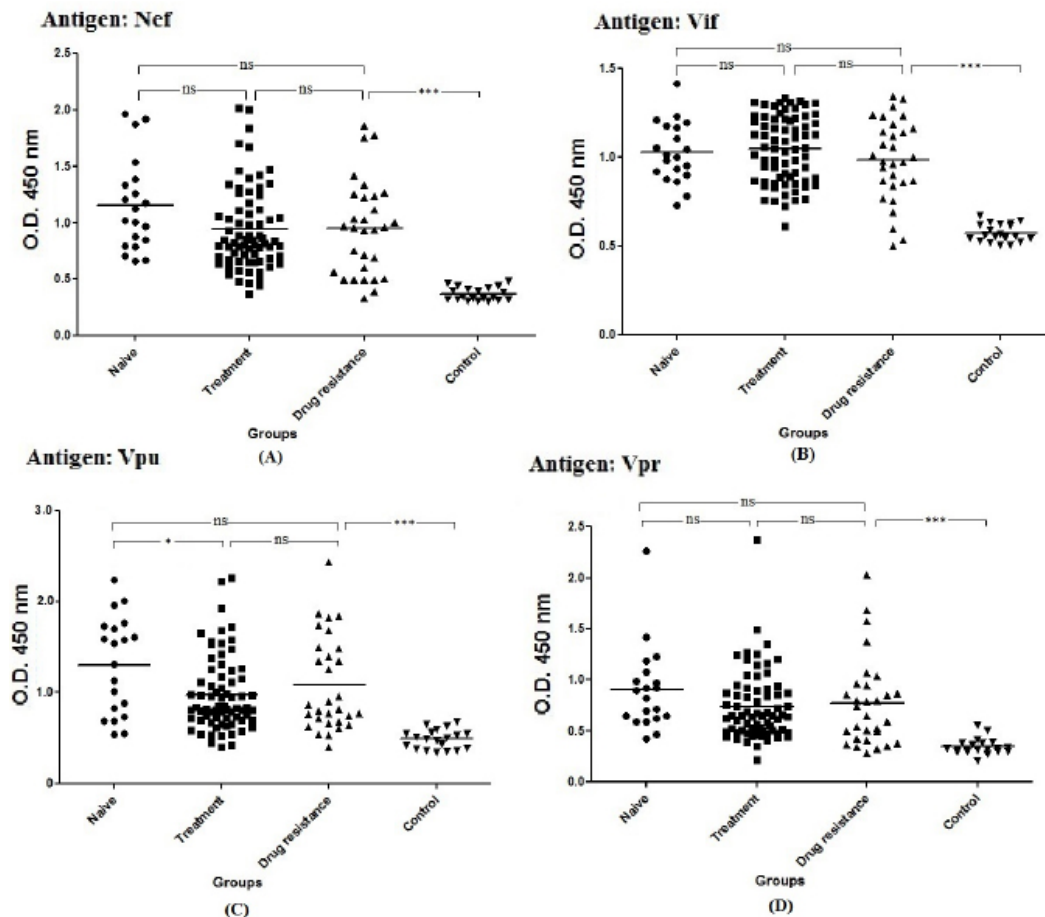 Antigen: Nef
ns
ns
ns
***
O.D. 450 nm
2.5
2.0
1.5
1.0
0.5
0.0
Naive
Treatment
Drug resistance
Control
Groups
(A)
Antigen: Vif
ns
ns
ns
***
O.D. 450 nm
1.5
1.0
0.5
0.0
Naive
Treatment
Drug resistance
Control
Groups
(B)
Antigen: Vpu
ns
*
ns
***
O.D. 450 nm
3.0
2.0
1.0
0
Naive
Treatment
Drug resistance
Control
Groups
(C)
Antigen: Vpr
ns
ns
ns
***
O.D. 450 nm
2.5
2.0
1.5
1.0
0.5
0.0
Naive
Treatment
Drug resistance
Control
Groups
(D)